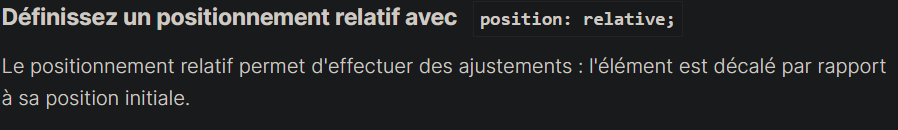 Définissez un positionnement relatif avec position: relative;
Le positionnement relatif permet d'effectuer des ajustements : l'élément est décalé par rapport
à sa position initiale.